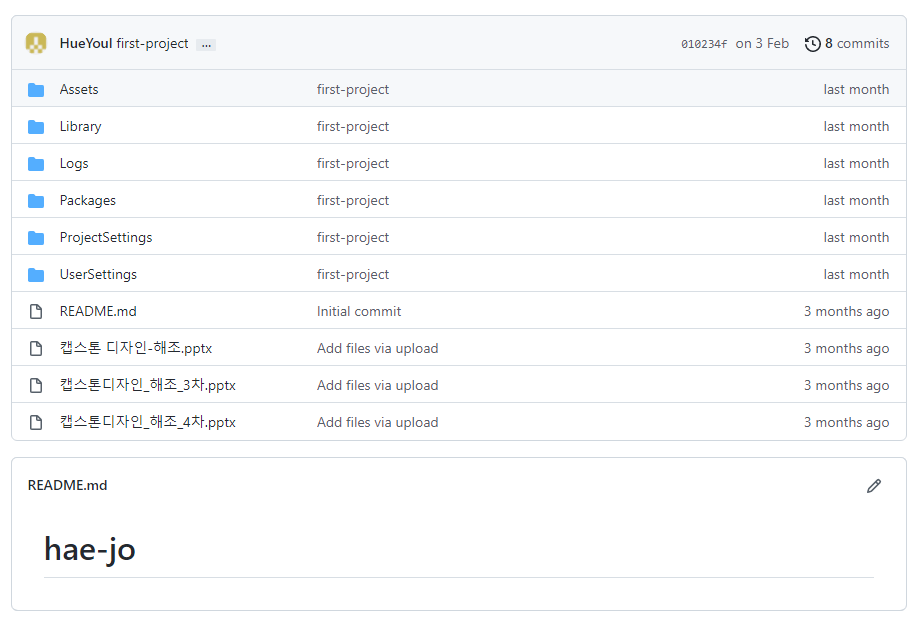 HueYoul first-project ... 010234f on 3 Feb 8 commits
Assets first-project last month
Library first-project last month
Logs first-project last month
Packages first-project last month
ProjectSettings first-project last month
UserSettings first-project last month
README.md Initial commit 3 months ago
캡스톤 디자인-해조.pptx Add files via upload 3 months ago
캡스톤디자인_해조_3차.pptx Add files via upload 3 months ago
캡스톤디자인_해조_4차.pptx Add files via upload 3 months ago
README.md
hae-jo